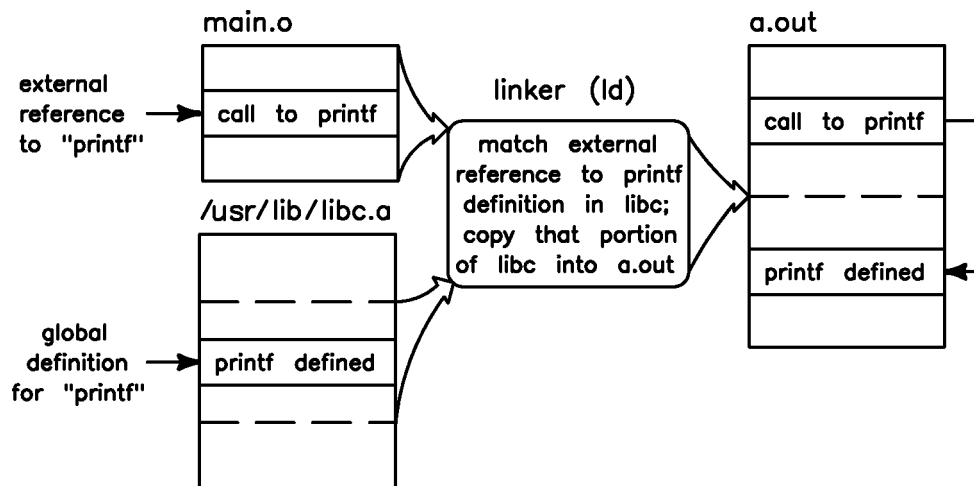 main.o
external
reference
to "printf"
call to printf
/usr/lib/libc.a
global
definition
for "printf"
printf defined
linker (ld)
match external
reference to printf
definition in libc;
copy that portion
of libc into a.out
a.out
call to printf
printf defined